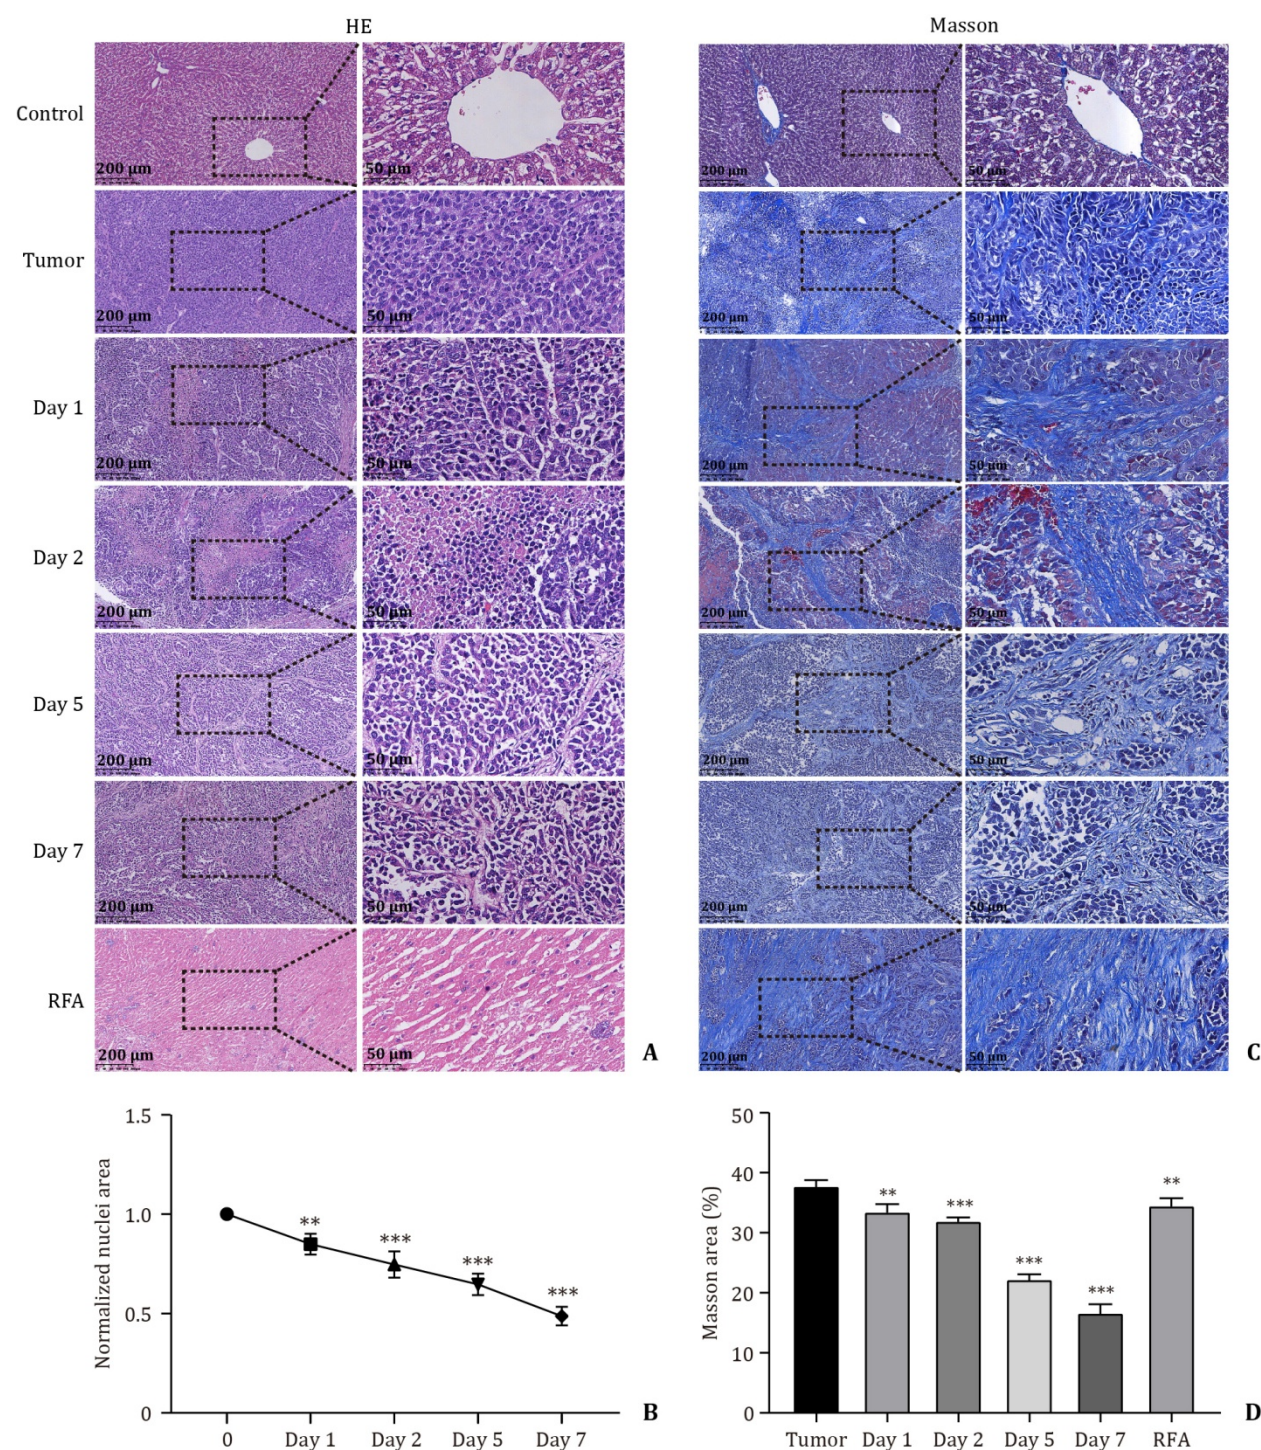 HE
Masson
Control
200 µm
50 µm
200 µm
50 µm
Tumor
200 µm
50 µm
200 µm
50 µm
Day 1
200 µm
50 µm
200 µm
50 µm
Day 2
200 µm
50 µm
200 µm
50 µm
Day 5
200 µm
50 µm
200 µm
50 µm
Day 7
200 µm
50 µm
200 µm
50 µm
RFA
200 µm
50 µm
A
200 µm
50 µm
C
Normalized nuclei area
1.5
1.0
0.5
0
**
***
***
***
0 Day 1 Day 2 Day 5 Day 7
B
Masson area (%)
50
40
30
20
10
0
**
***
***
***
**
Tumor Day 1 Day 2 Day 5 Day 7 RFA
D